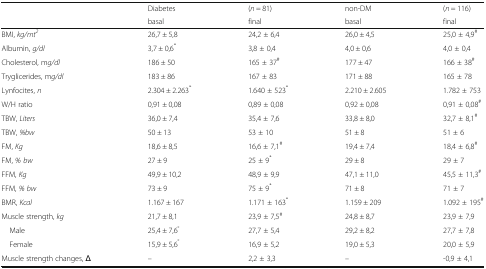 Diabetes (n = 81) non-DM (n = 116)
basal final basal final
BMI, kg/mt² 26,7 ± 5,8 24,2 ± 6,4 26,0 ± 4,5 25,0 ± 4,9#
Albumin, g/dl 3,7 ± 0,6* 3,8 ± 0,4 4,0 ± 0,6 4,0 ± 0,4
Cholesterol, mg/dl 186 ± 50 165 ± 37# 177 ± 47 166 ± 38#
Tryglicerides, mg/dl 183 ± 86 167 ± 83 171 ± 88 165 ± 78
Lynfocites, n 2.304 ± 2.263* 1.640 ± 523* 2.210 ± 2.605 1.782 ± 753
W/H ratio 0,91 ± 0,08 0,89 ± 0,08 0,92 ± 0,08 0,91 ± 0,08#
TBW, Liters 36,0 ± 7,4 35,4 ± 7,6 33,8 ± 8,0 32,7 ± 8,1#
TBW, %bw 50 ± 13 53 ± 10 51 ± 8 51 ± 6
FM, Kg 18,6 ± 8,5 16,6 ± 7,1# 19,4 ± 7,4 18,4 ± 6,8#
FM, % bw 27 ± 9 25 ± 9* 29 ± 8 29 ± 7
FFM, Kg 49,9 ± 10,2 48,9 ± 9,9 47,1 ± 11,0 45,5 ± 11,3#
FFM, % bw 73 ± 9 75 ± 9* 71 ± 8 71 ± 7
BMR, Kcal 1.167 ± 167 1.171 ± 163* 1.159 ± 209 1.092 ± 195#
Muscle strength, kg 21,7 ± 8,1 23,9 ± 7,5# 24,8 ± 8,7 23,9 ± 7,9
Male 25,4 ± 7,6* 27,7 ± 5,4 29,2 ± 8,2 27,7 ± 7,8
Female 15,9 ± 5,6* 16,9 ± 5,2 19,0 ± 5,3 20,0 ± 5,9
Muscle strength changes, Δ – 2,2 ± 3,3 – -0,9 ± 4,1